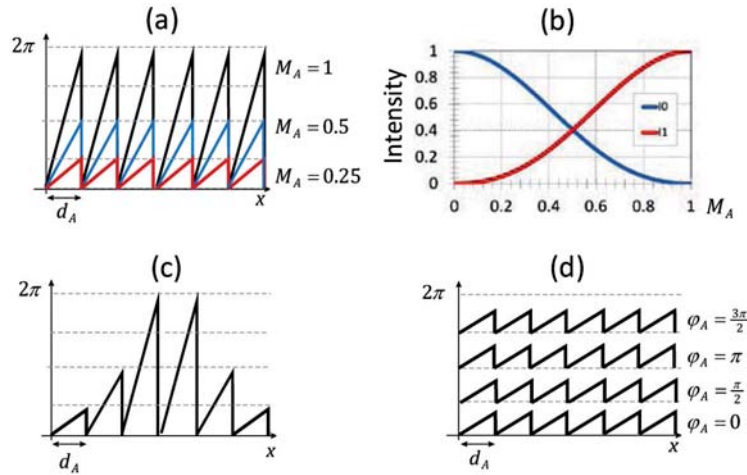 (a)
2π
M_A = 1
M_A = 0.5
M_A = 0.25
x
d_A
(b)
Intensity
1
0.8
0.6
0.4
0.2
0
0 0.2 0.4 0.6 0.8 1
M_A
I0
I1
(c)
2π
x
d_A
(d)
2π
φ_A = 3π/2
φ_A = π
φ_A = π/2
φ_A = 0
x
d_A